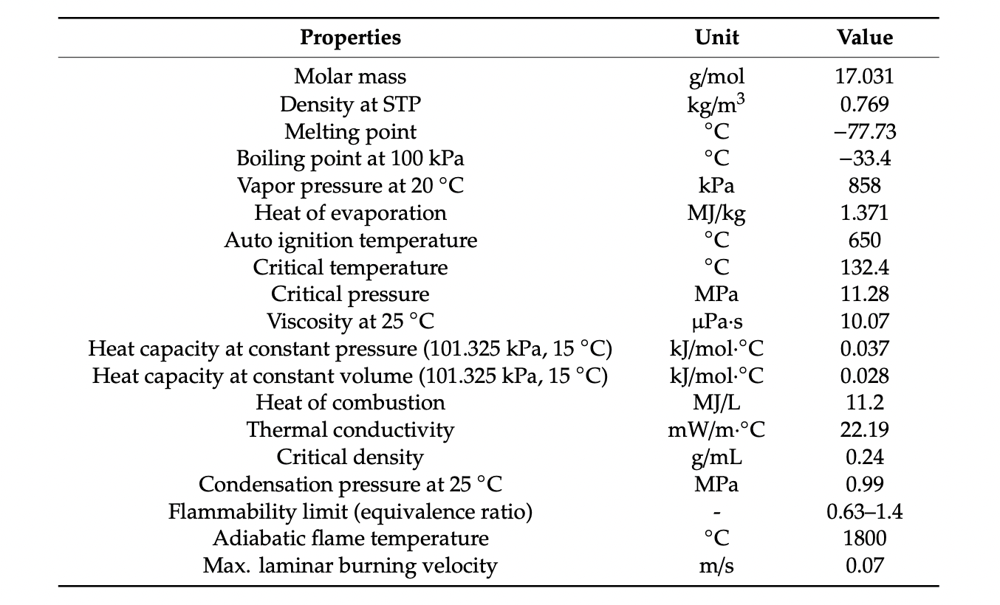 Properties Unit Value
Molar mass g/mol 17.031
Density at STP kg/m³ 0.769
Melting point °C −77.73
Boiling point at 100 kPa °C −33.4
Vapor pressure at 20 °C kPa 858
Heat of evaporation MJ/kg 1.371
Auto ignition temperature °C 650
Critical temperature °C 132.4
Critical pressure MPa 11.28
Viscosity at 25 °C µPa·s 10.07
Heat capacity at constant pressure (101.325 kPa, 15 °C) kJ/mol·°C 0.037
Heat capacity at constant volume (101.325 kPa, 15 °C) kJ/mol·°C 0.028
Heat of combustion MJ/L 11.2
Thermal conductivity mW/m·°C 22.19
Critical density g/mL 0.24
Condensation pressure at 25 °C MPa 0.99
Flammability limit (equivalence ratio) - 0.63–1.4
Adiabatic flame temperature °C 1800
Max. laminar burning velocity m/s 0.07